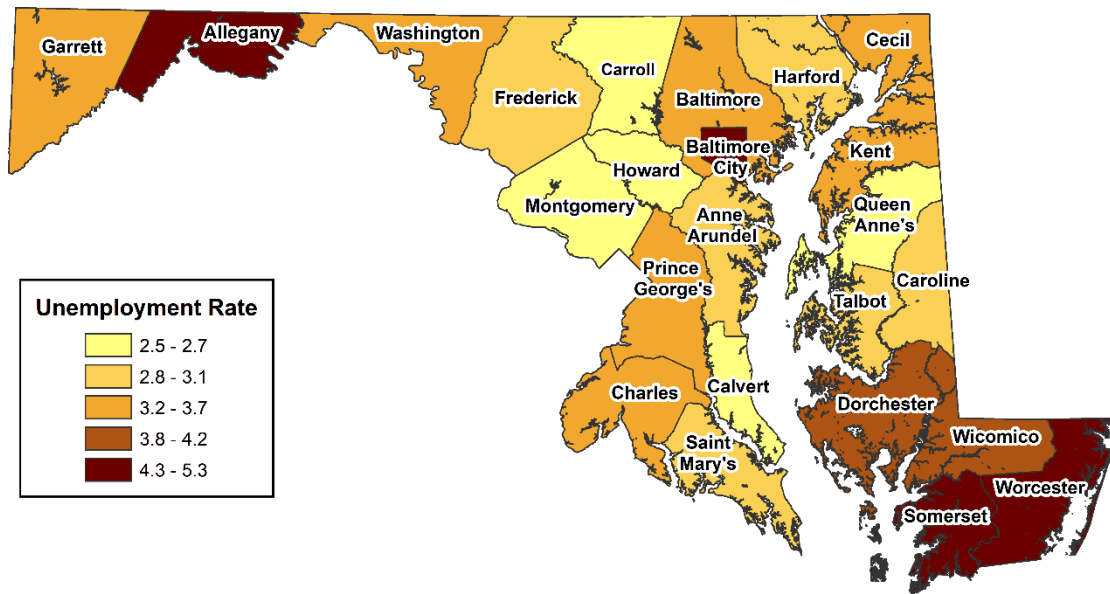 Garrett
Allegany
Washington
Frederick
Carroll
Baltimore
Harford
Cecil
Baltimore
City
Howard
Montgomery
Kent
Queen
Anne's
Anne
Arundel
Prince
George's
Caroline
Talbot
Charles
Calvert
Saint
Mary's
Dorchester
Wicomico
Worcester
Somerset
Unemployment Rate
2.5 - 2.7
2.8 - 3.1
3.2 - 3.7
3.8 - 4.2
4.3 - 5.3